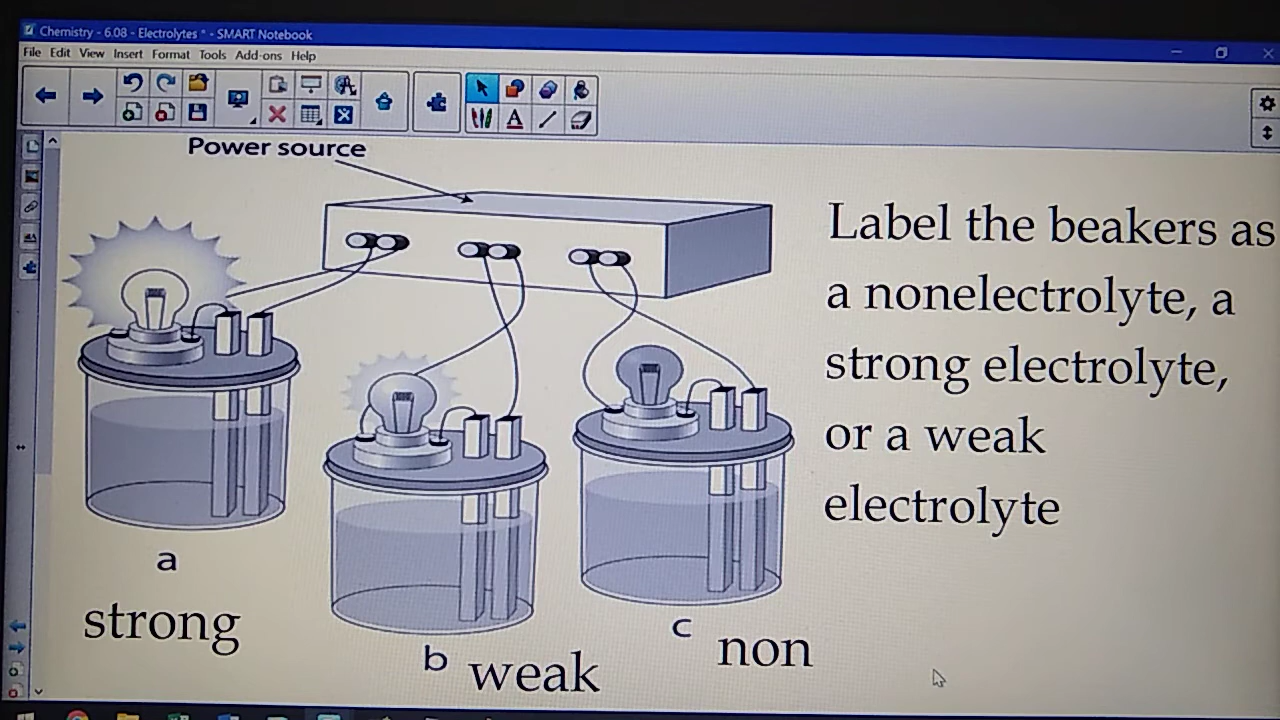 Chemistry - 6.08 - Electrolytes * - SMART Notebook
File Edit View Insert Format Tools Add-ons Help
Power source
Label the beakers as
a nonelectrolyte, a
strong electrolyte,
or a weak
electrolyte
a
strong
b weak
c non